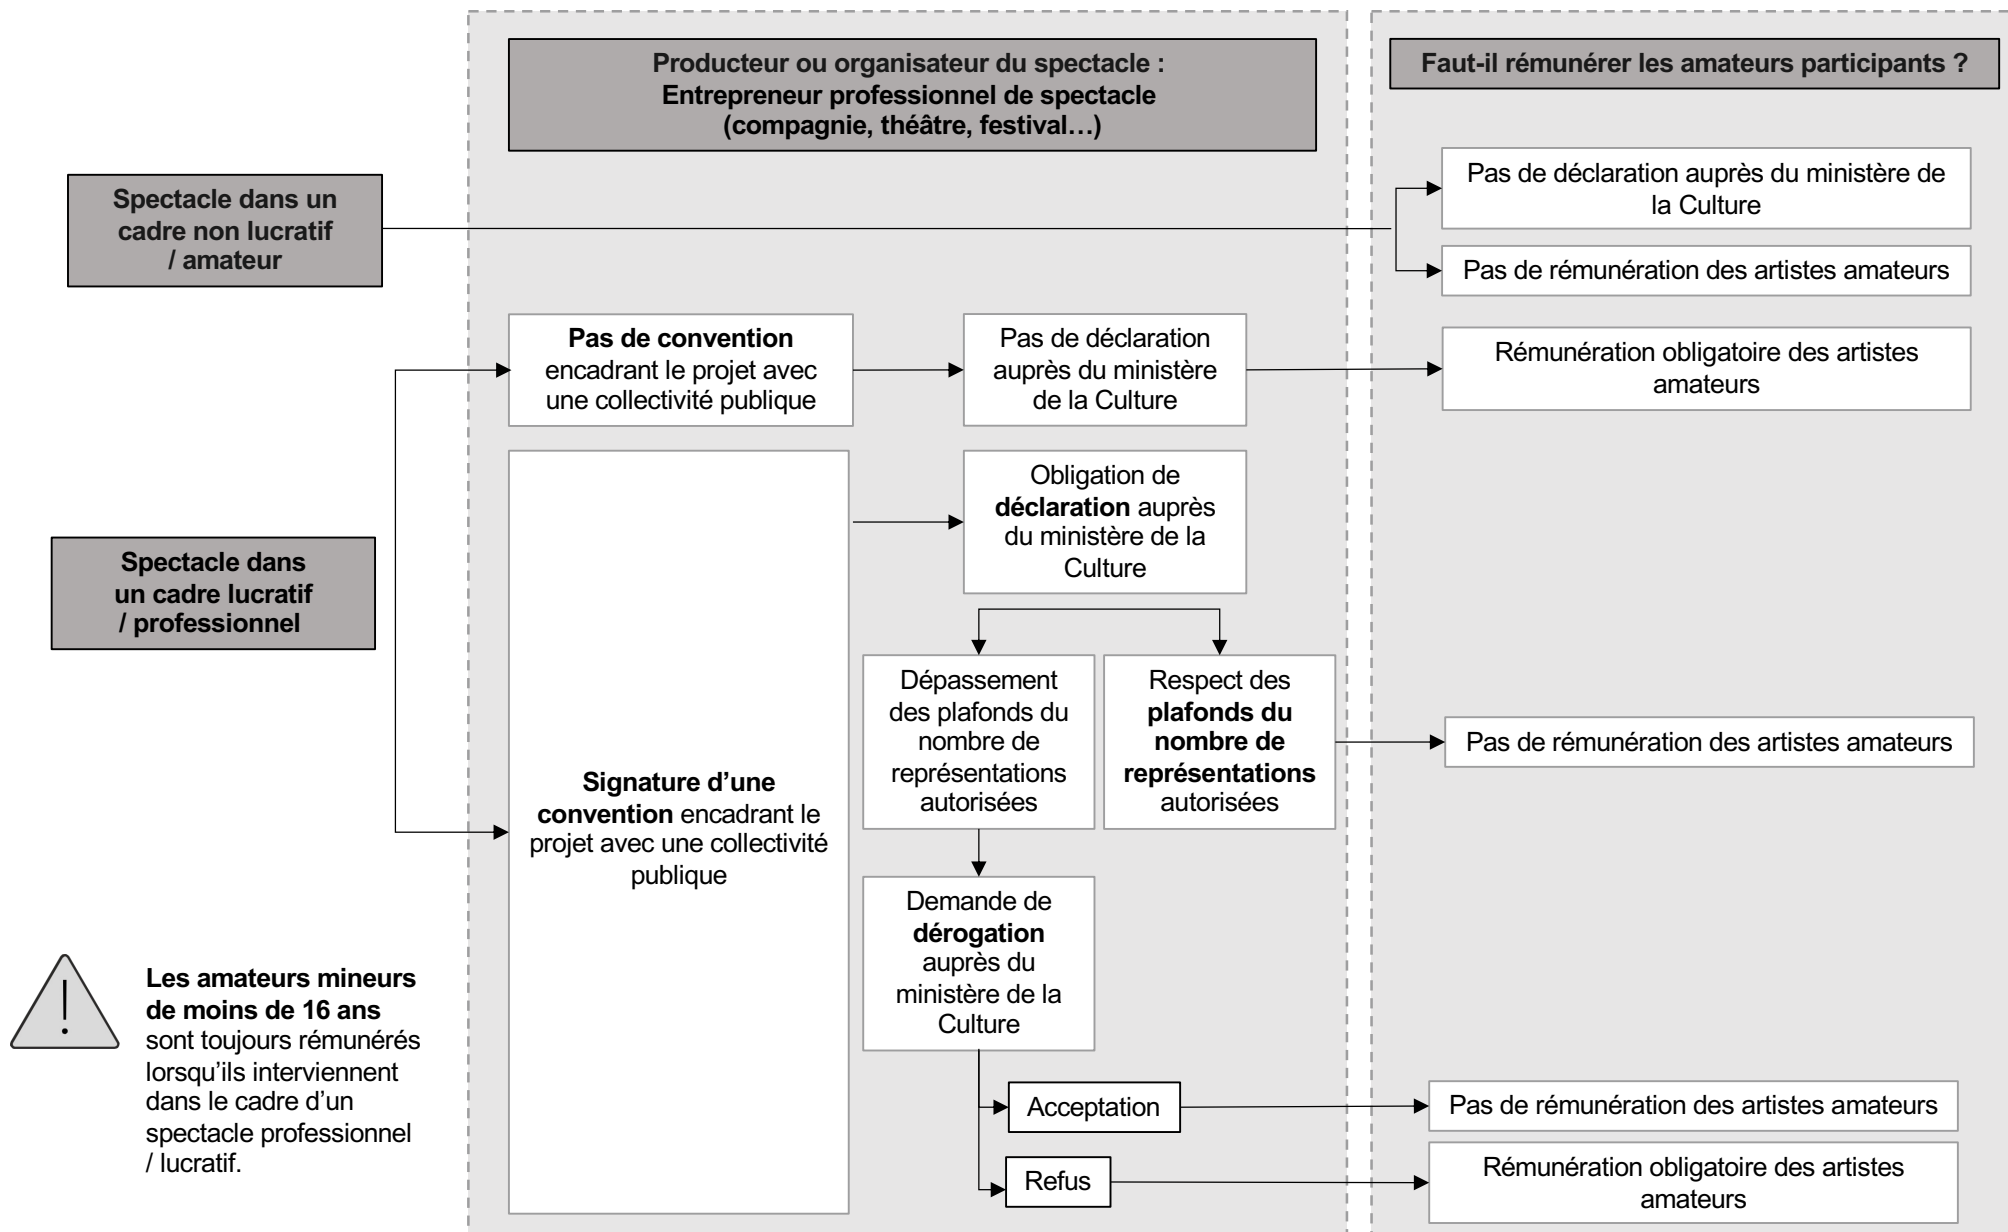 Producteur ou organisateur du spectacle :
Entrepreneur professionnel de spectacle
(compagnie, théâtre, festival…)
Faut-il rémunérer les amateurs participants ?
Spectacle dans un
cadre non lucratif
/ amateur
Pas de déclaration auprès du ministère de
la Culture
Pas de rémunération des artistes amateurs
Pas de convention
encadrant le projet avec
une collectivité publique
Pas de déclaration
auprès du ministère
de la Culture
Rémunération obligatoire des artistes
amateurs
Spectacle dans
un cadre lucratif
/ professionnel
Signature d’une
convention encadrant le
projet avec une collectivité
publique
Obligation de
déclaration auprès
du ministère de la
Culture
Dépassement
des plafonds du
nombre de
représentations
autorisées
Respect des
plafonds du
nombre de
représentations
autorisées
Pas de rémunération des artistes amateurs
Demande de
dérogation
auprès du
ministère de la
Culture
Acceptation
Pas de rémunération des artistes amateurs
Refus
Rémunération obligatoire des artistes
amateurs
!
Les amateurs mineurs
de moins de 16 ans
sont toujours rémunérés
lorsqu’ils interviennent
dans le cadre d’un
spectacle professionnel
/ lucratif.